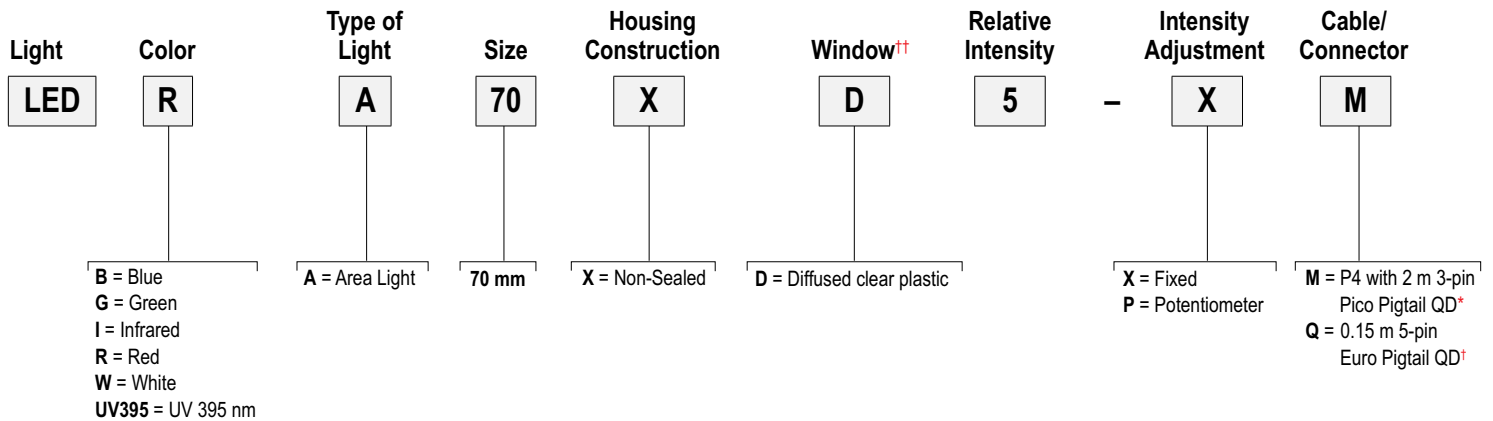 Light Color Type of Light Size Housing Construction Window†† Relative Intensity Intensity Adjustment Cable/ Connector
LED R A 70 X D 5 – X M
B = Blue
G = Green
I = Infrared
R = Red
W = White
UV395 = UV 395 nm
A = Area Light
70 mm
X = Non-Sealed
D = Diffused clear plastic
X = Fixed
P = Potentiometer
M = P4 with 2 m 3-pin
Pico Pigtail QD*
Q = 0.15 m 5-pin
Euro Pigtail QD†